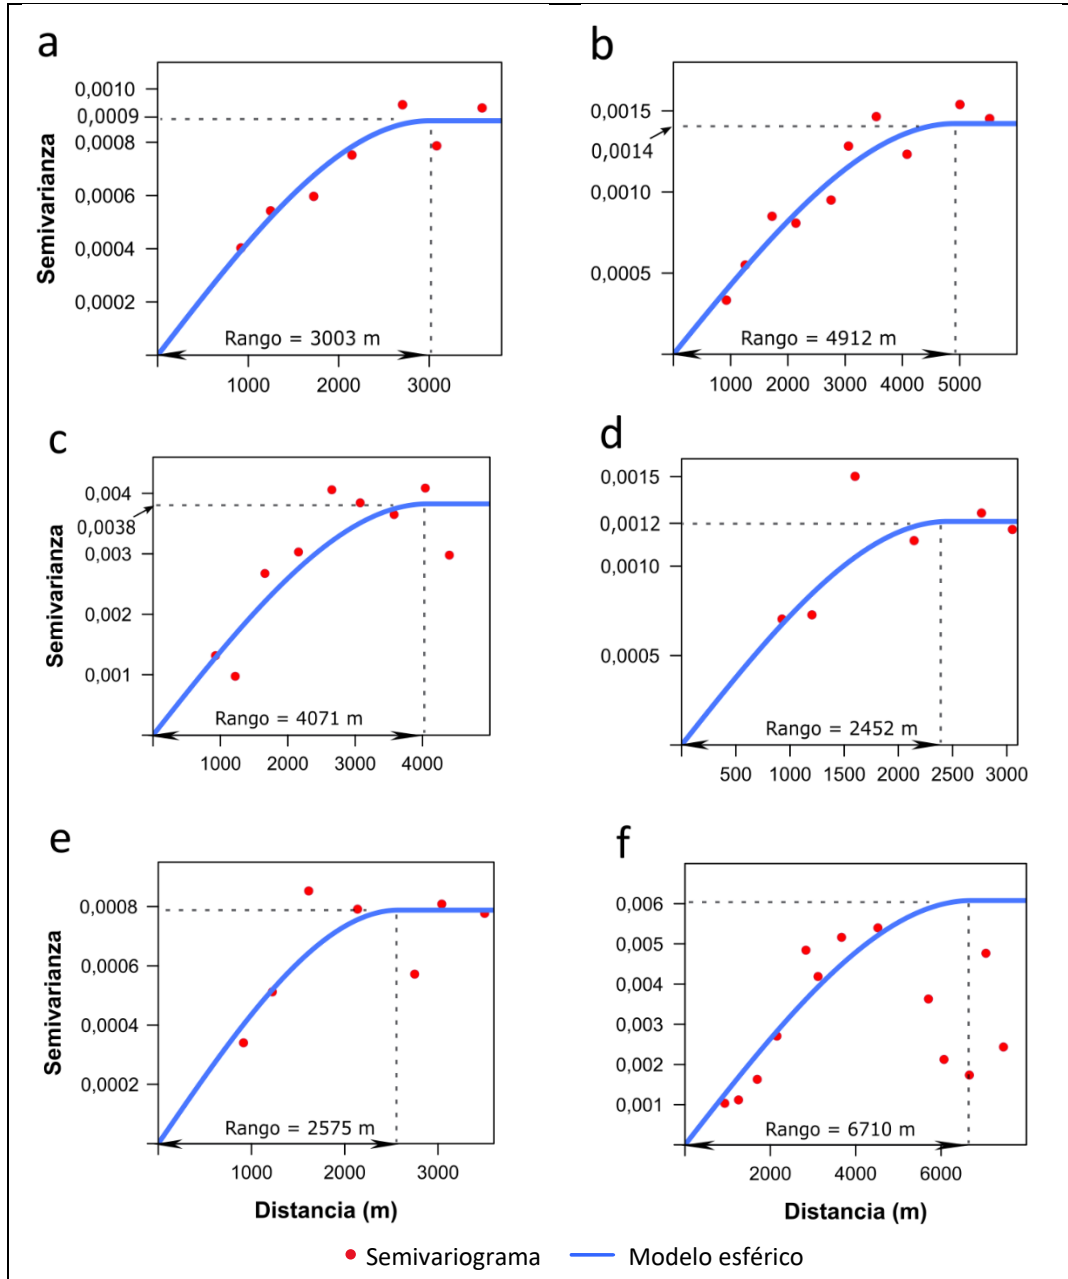 a
0,0010
0,0009
0,0008
0,0006
0,0004
0,0002
Semivarianza
Rango = 3003 m
1000 2000 3000
b
0,0015
0,0014
0,0010
0,0005
Rango = 4912 m
1000 2000 3000 4000 5000
c
0,004
0,0038
0,003
0,002
0,001
Semivarianza
Rango = 4071 m
1000 2000 3000 4000
d
0,0015
0,0012
0,0010
0,0005
Rango = 2452 m
500 1000 1500 2000 2500 3000
e
0,0008
0,0006
0,0004
0,0002
Semivarianza
Rango = 2575 m
1000 2000 3000
Distancia (m)
f
0,006
0,005
0,004
0,003
0,002
0,001
Rango = 6710 m
2000 4000 6000
Distancia (m)
Semivariograma Modelo esférico